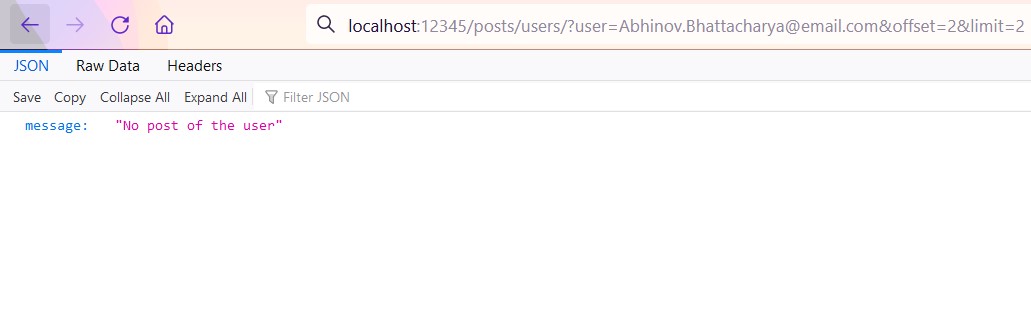 localhost:12345/posts/users/?user=Abhinov.Bhattacharya@email.com&offset=2&limit=2
JSON Raw Data Headers
Save Copy Collapse All Expand All Filter JSON
message: "No post of the user"